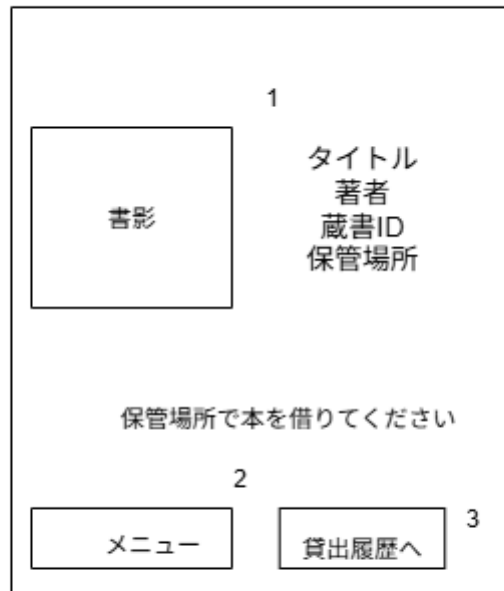 1
書影
タイトル
著者
蔵書ID
保管場所
保管場所で本を借りてください
2
メニュー
貸出履歴へ
3